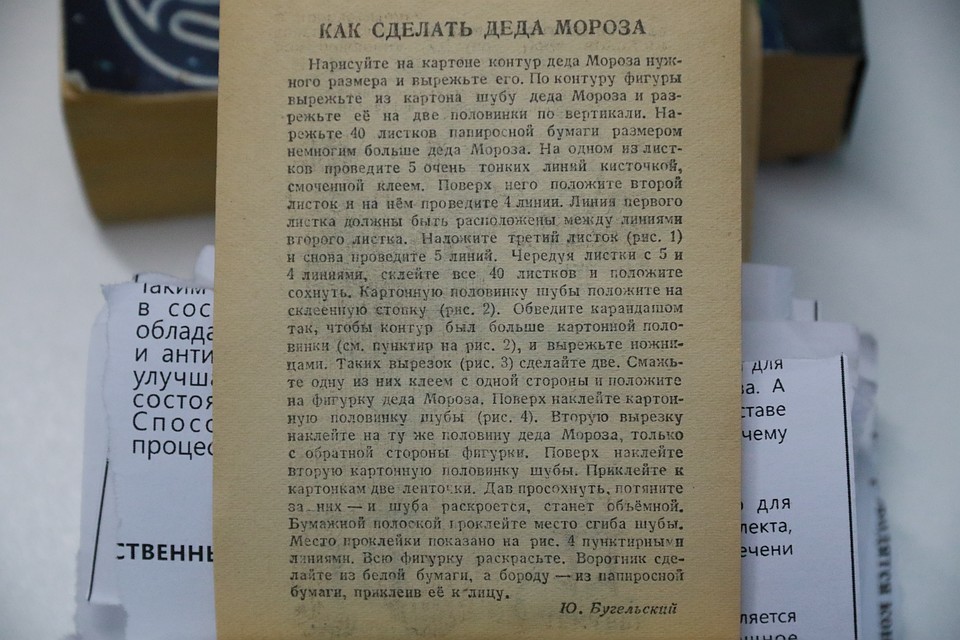 КАК СДЕЛАТЬ ДЕДА МОРОЗА
Нарисуйте на картоне контур деда Мороза нуж-
ного размера и вырежьте его. По контуру фигуры
вырежьте из картона шубу деда Мороза и раз-
режьте её на две половинки по вертикали. На-
режьте 40 листков папиросной бумаги размером
немногим больше деда Мороза. На одном из лист-
ков проведите 5 очень тонких линий кисточкой,
смоченной клеем. Поверх него положите второй
листок и на нём проведите 4 линии. Линии первого
листка должны быть расположены между линиями
второго листка. Наложите третий листок (рис. 1)
и снова проведите 5 линий. Чередуя листки с 5 и
4 линиями, склейте все 40 листков и положите
сохнуть. Картонную половинку шубы положите на
склеенную стопку (рис. 2). Обведите карандашом
так, чтобы контур был больше картонной поло-
винки (см. пунктир на рис. 2), и вырежьте ножни-
цами. Таких вырезок (рис. 3) сделайте две. Смажь-
те одну из них клеем с одной стороны и положите
на фигурку деда Мороза. Поверх наклейте картон-
ную половинку шубы (рис. 4). Вторую вырезку
наклейте на ту же половину деда Мороза, только
с обратной стороны фигурки. Поверх наклейте
вторую картонную половинку шубы. Приклейте к
картонкам две ленточки. Дав просохнуть, потяните
за них — и шуба раскроется, станет объёмной.
Бумажной полоской проклейте место сгиба шубы.
Место проклейки показано на рис. 4 пунктирными
линиями. Всю фигурку раскрасьте. Воротник сде-
лайте из белой бумаги, а бороду — из папиросной
бумаги, приклеив её к лицу.
Ю. Бугельский
Таким
в сос
облада
и анти
улучша
состоя
Спосо
процес
СТВЕННЫ
для
ва. А
ставе
чему
о для
лекта,
ечени
ляется